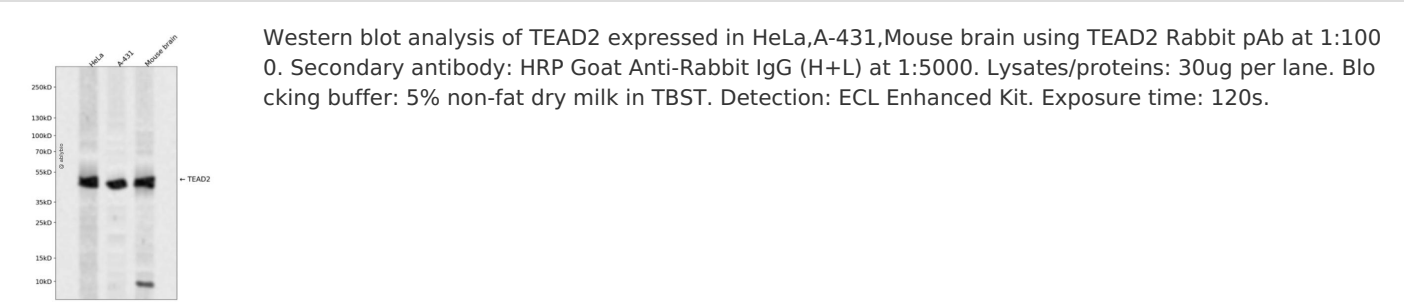 HeLa
A-431
Mouse brain
250kD
130kD
100kD
70kD
55kD
35kD
25kD
15kD
10kD
@ ablybio
← TEAD2
Western blot analysis of TEAD2 expressed in HeLa,A-431,Mouse brain using TEAD2 Rabbit pAb at 1:100
0. Secondary antibody: HRP Goat Anti-Rabbit IgG (H+L) at 1:5000. Lysates/proteins: 30ug per lane. Blo
cking buffer: 5% non-fat dry milk in TBST. Detection: ECL Enhanced Kit. Exposure time: 120s.